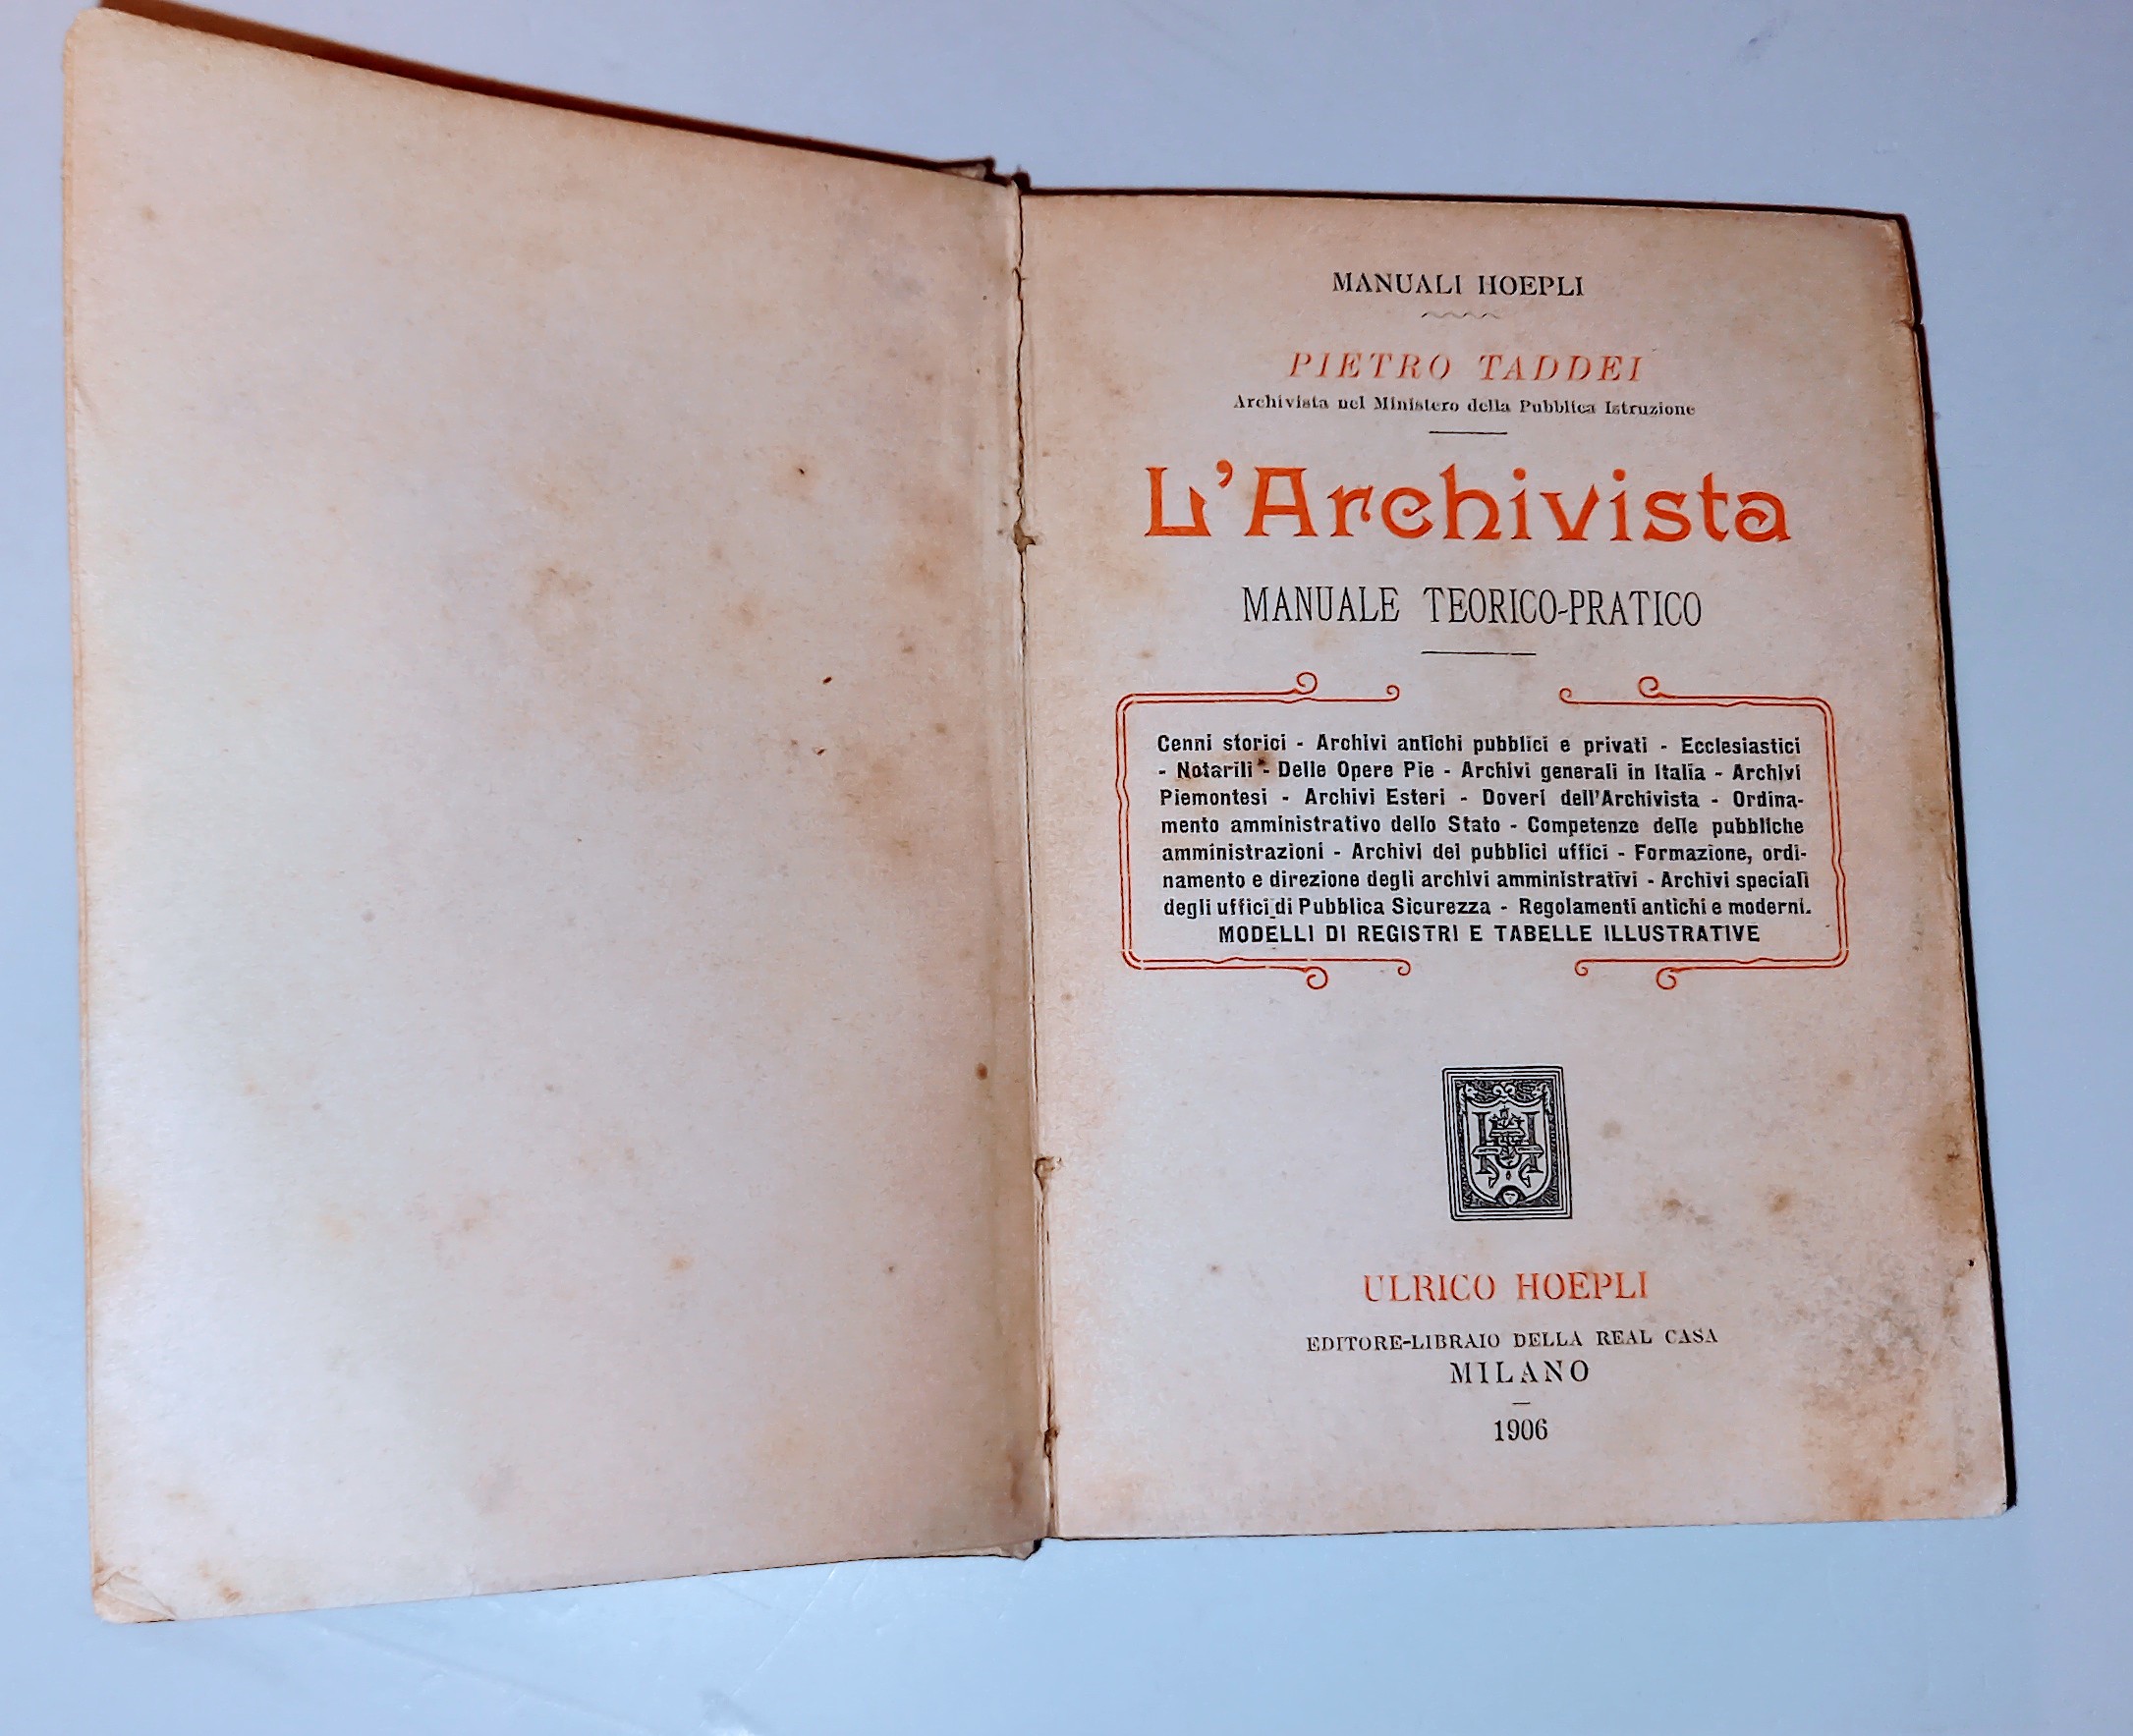 MANUALI HOEPLI
PIETRO TADDEI
Archivista nel Ministero della Pubblica Istruzione
L'Archivista
MANUALE TEORICO-PRATICO
Cenni storici - Archivi antichi pubblici e privati - Ecclesiastici
- Notarili - Delle Opere Pie - Archivi generali in Italia - Archivi
Piemontesi - Archivi Esteri - Doveri dell'Archivista - Ordina-
mento amministrativo dello Stato - Competenze delle pubbliche
amministrazioni - Archivi dei pubblici uffici - Formazione, ordi-
namento e direzione degli archivi amministrativi - Archivi speciali
degli uffici di Pubblica Sicurezza - Regolamenti antichi e moderni.
MODELLI DI REGISTRI E TABELLE ILLUSTRATIVE
ULRICO HOEPLI
EDITORE-LIBRAIO DELLA REAL CASA
MILANO
1906